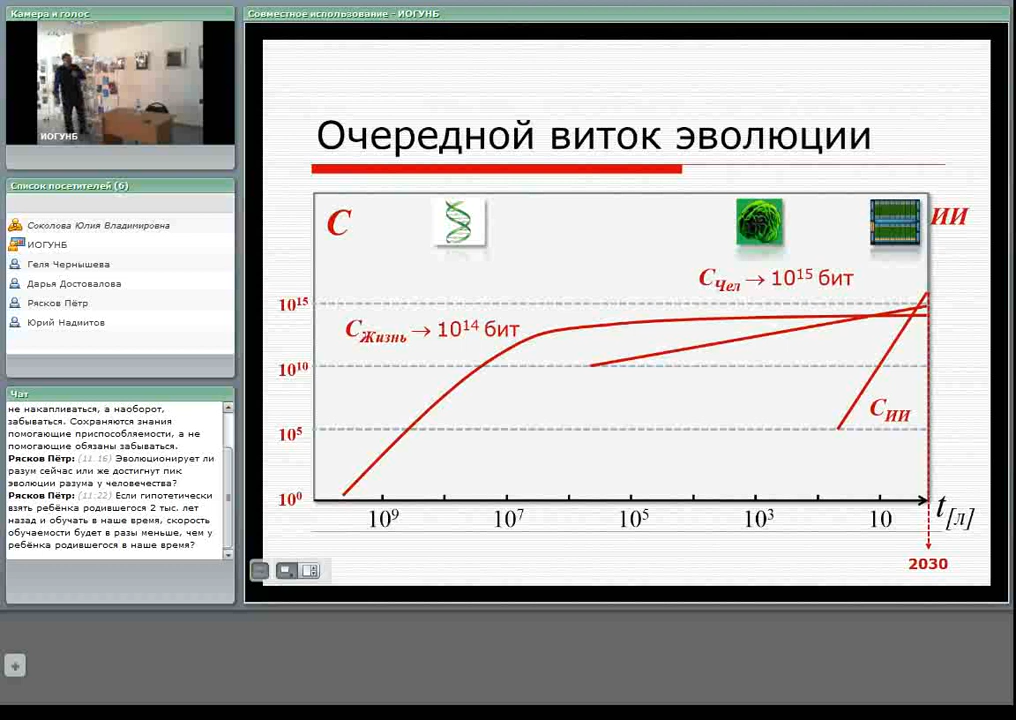 Камера и голос
ИОГУНБ
Список посетителей (6)
Соколова Юлия Владимировна
ИОГУНБ
Геля Чернышева
Дарья Достовалова
Рясков Пётр
Юрий Надмитов
Чат
не накапливаться, а наоборот,
забываться. Сохраняются знания
помогающие приспособляемости, а не
помогающие обязаны забываться.
Рясков Пётр: (11:16) Эволюционирует ли
разум сейчас или же достигнут пик
эволюции разума у человечества?
Рясков Пётр: (11:22) Если гипотетически
взять ребёнка родившегося 2 тыс. лет
назад и обучать в наше время, скорость
обучаемости будет в разы меньше, чем у
ребёнка родившегося в наше время?
Совместное использование - ИОГУНБ
Очередной виток эволюции
C
ИИ
CЧел → 10¹⁵ бит
10¹⁵
CЖизнь → 10¹⁴ бит
10¹⁰
CИИ
10⁵
10⁰
10⁹ 10⁷ 10⁵ 10³ 10 t[л]
2030